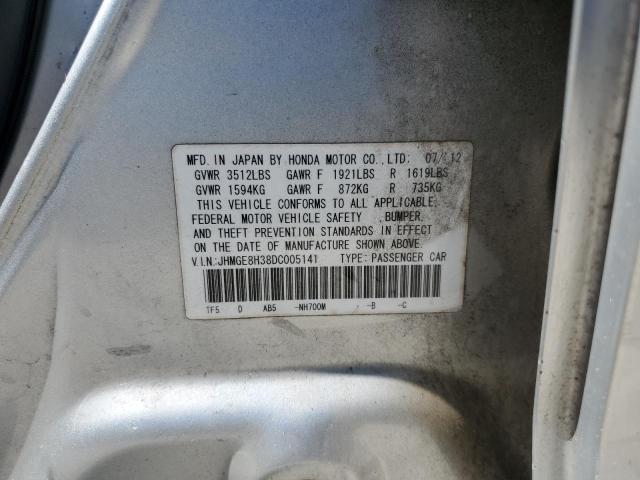 MFD. IN JAPAN BY HONDA MOTOR CO.,LTD. 07/12
GVWR 3512LBS GAWR F 1921LBS R 1619LBS
GVWR 1594KG GAWR F 872KG R 735KG
THIS VEHICLE CONFORMS TO ALL APPLICABLE
FEDERAL MOTOR VEHICLE SAFETY ,BUMPER,
AND THEFT PREVENTION STANDARDS IN EFFECT
ON THE DATE OF MANUFACTURE SHOWN ABOVE.
V.I.N:JHMGE8H38DC005141 TYPE: PASSENGER CAR
TF5 D AB5 -NH700M -B -C